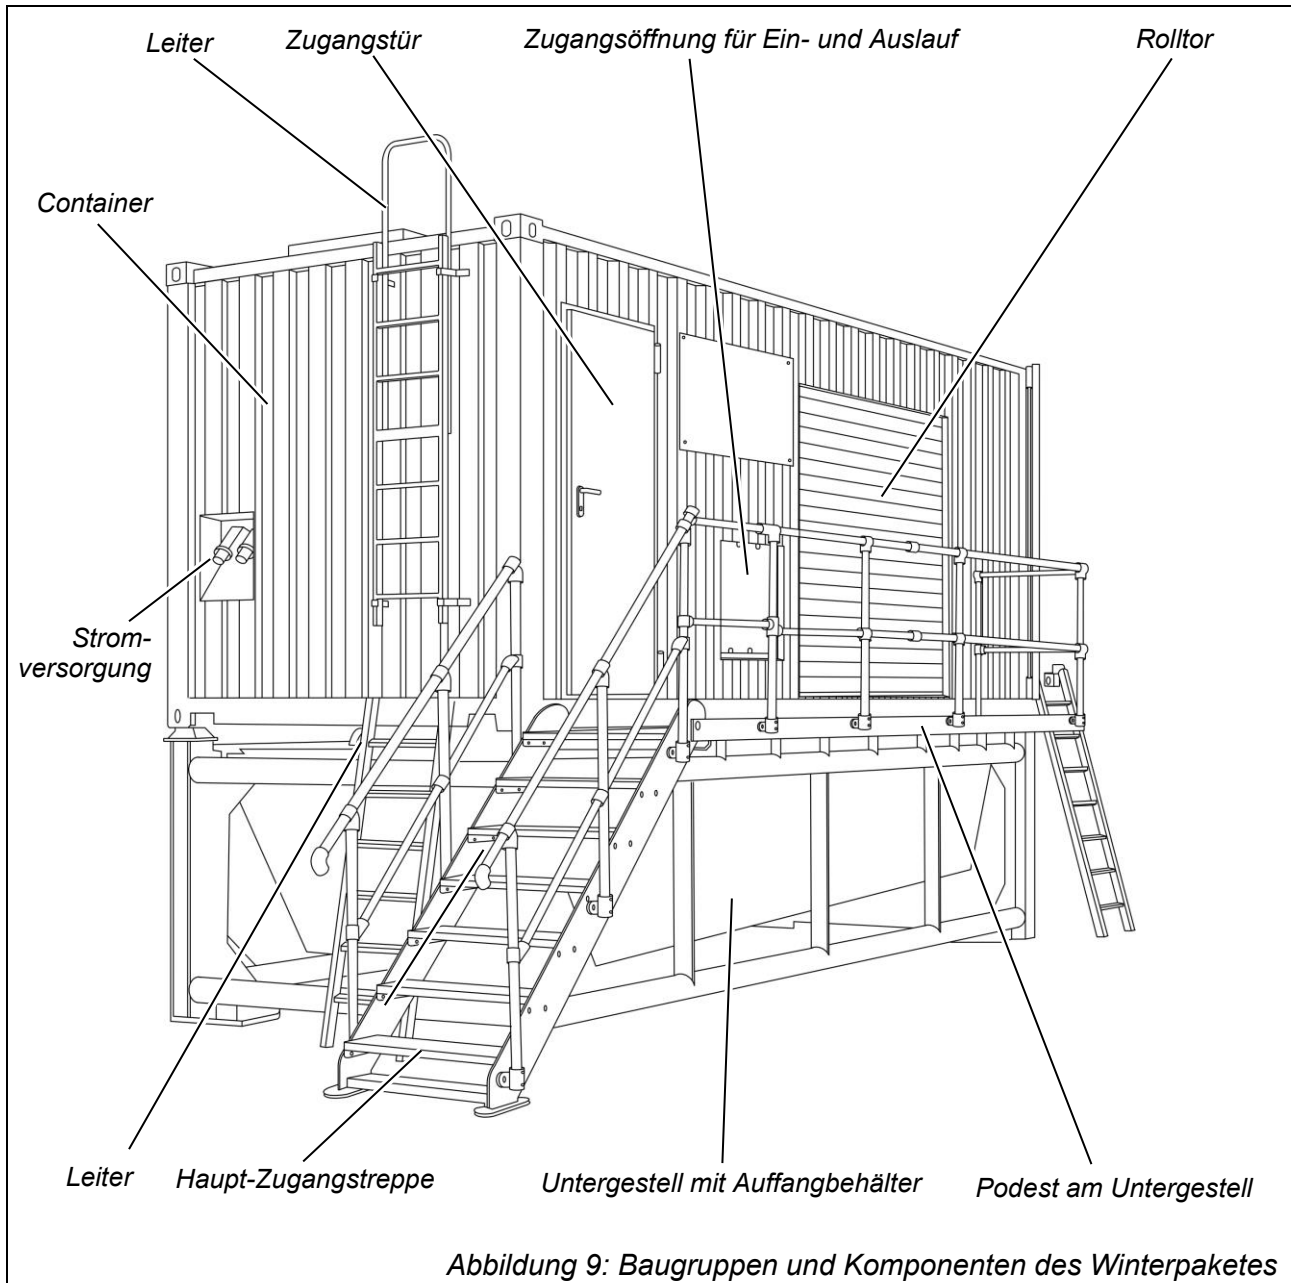 Leiter
Zugangstür
Zugangsöffnung für Ein- und Auslauf
Rolltor
Container
Strom-
versorgung
Leiter
Haupt-Zugangstreppe
Untergestell mit Auffangbehälter
Podest am Untergestell
Abbildung 9: Baugruppen und Komponenten des Winterpaketes